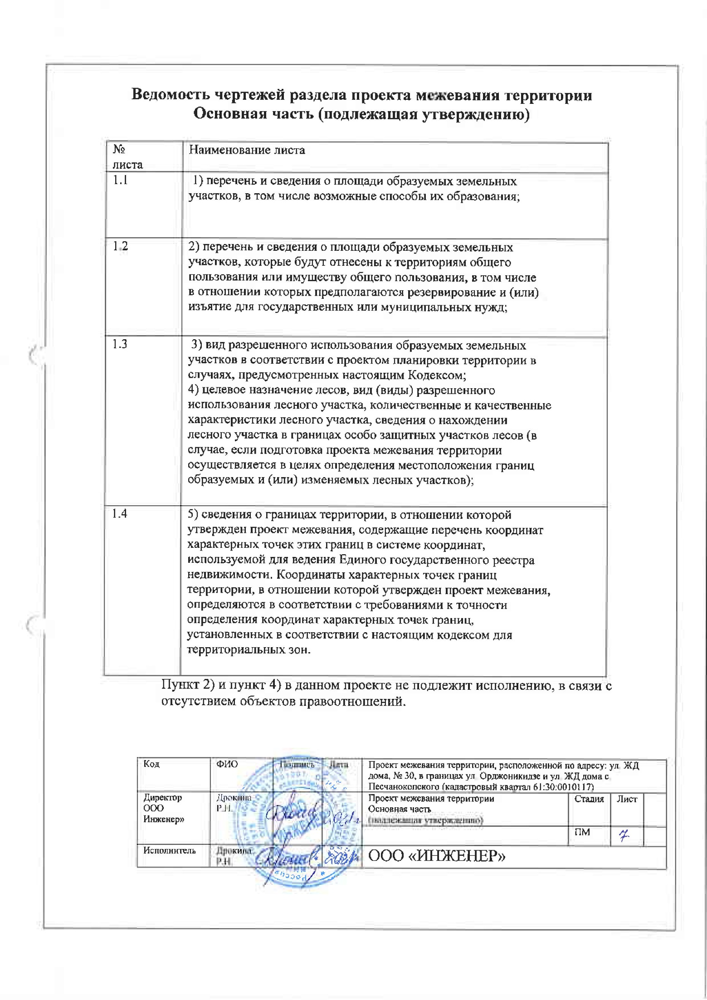 Ведомость чертежей раздела проекта межевания территории
Основная часть (подлежащая утверждению)
№
листа
Наименование листа
1.1
1) перечень и сведения о площади образуемых земельных
участков, в том числе возможные способы их образования;
1.2
2) перечень и сведения о площади образуемых земельных
участков, которые будут отнесены к территориям общего
пользования или имуществу общего пользования, в том числе
в отношении которых предполагаются резервирование и (или)
изъятие для государственных или муниципальных нужд;
1.3
3) вид разрешенного использования образуемых земельных
участков в соответствии с проектом планировки территории в
случаях, предусмотренных настоящим Кодексом;
4) целевое назначение лесов, вид (виды) разрешенного
использования лесного участка, количественные и качественные
характеристики лесного участка, сведения о нахождении
лесного участка в границах особо защитных участков лесов (в
случае, если подготовка проекта межевания территории
осуществляется в целях определения местоположения границ
образуемых и (или) изменяемых лесных участков);
1.4
5) сведения о границах территории, в отношении которой
утвержден проект межевания, содержащие перечень координат
характерных точек этих границ в системе координат,
используемой для ведения Единого государственного реестра
недвижимости. Координаты характерных точек границ
территории, в отношении которой утвержден проект межевания,
определяются в соответствии с требованиями к точности
определения координат характерных точек границ,
установленных в соответствии с настоящим кодексом для
территориальных зон.
Пункт 2) и пункт 4) в данном проекте не подлежит исполнению, в связи с
отсутствием объектов правоотношений.
Код
ФИО
Подпись
Дата
Проект межевания территории, расположенной по адресу: ул. ЖД
дома, № 30, в границах ул. Орджоникидзе и ул. ЖД дома с.
Песчанокопского (кадастровый квартал 61:30:0010117)
Директор
ООО
Инженер»
Дрокина
Р.Н.
2021г
Проект межевания территории
Основная часть
(подлежащая утверждению)
Стадия
Лист
ПМ
7
Исполнитель
Дрокина
Р.Н.
2021г
ООО «ИНЖЕНЕР»
ИНЖЕНЕР
Россия